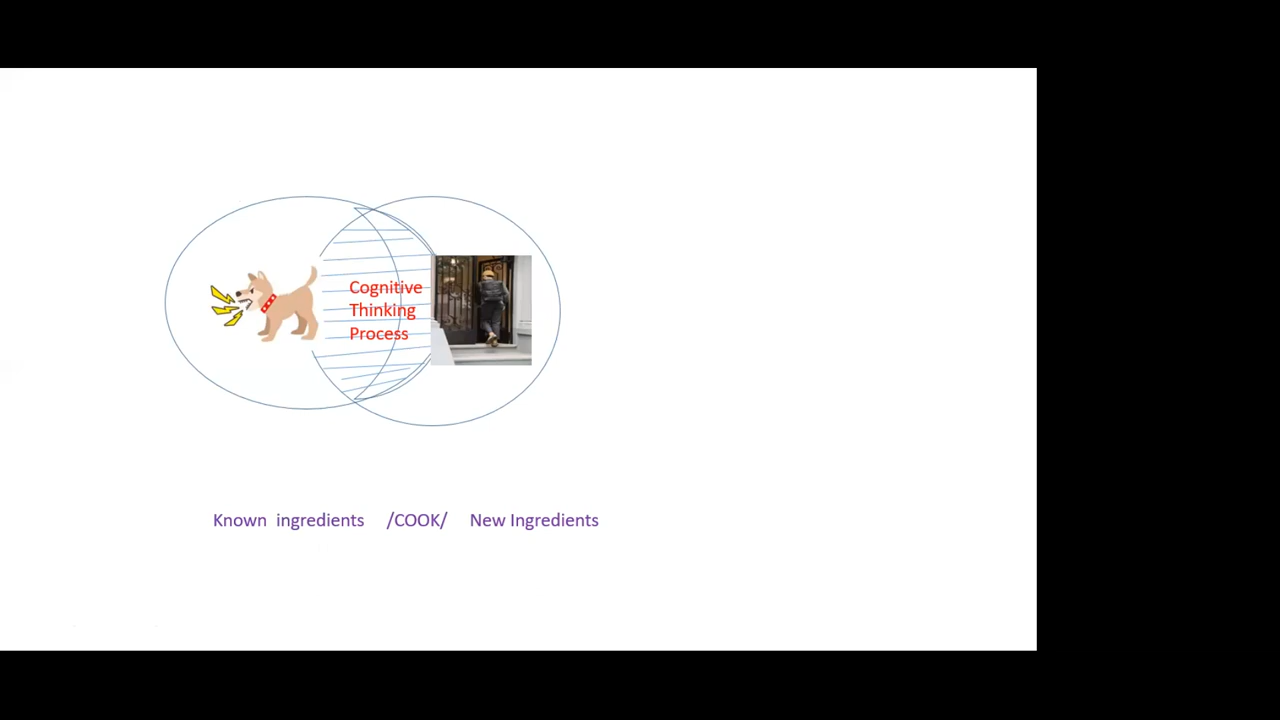 Cognitive
Thinking
Process
Known ingredients /COOK/ New Ingredients